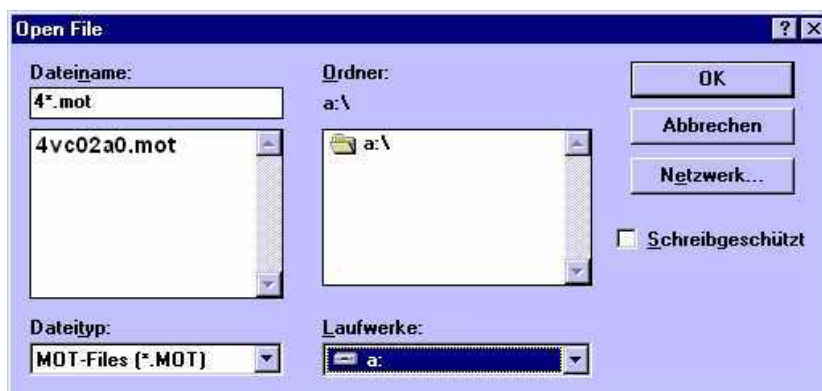 Open File
Dateiname:
4*.mot
4vc02a0.mot
Dateityp:
MOT-Files (*.MOT)
Ordner:
a:\
a:\
Laufwerke:
a:
OK
Abbrechen
Netzwerk...
Schreibgeschützt